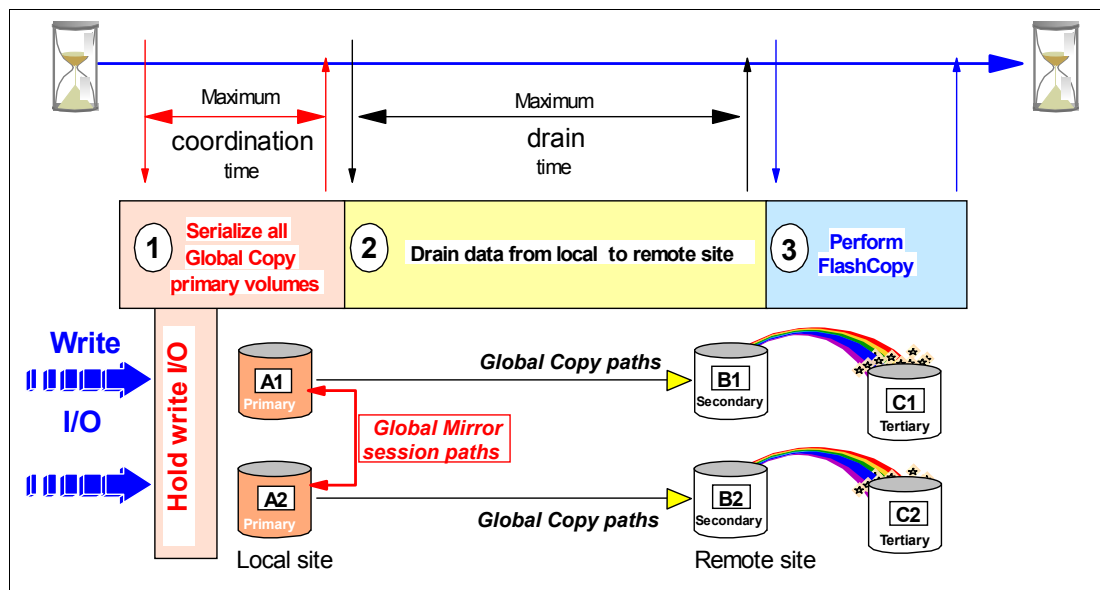 Maximum
coordination
time
Maximum
drain
time
1
Serialize all
Global Copy
primary volumes
2
Drain data from local to remote site
3
Perform
FlashCopy
Write
I/O
Hold write I/O
A1
Primary
Global Copy paths
B1
Secondary
C1
Tertiary
Global Mirror
session paths
A2
Primary
Global Copy paths
B2
Secondary
C2
Tertiary
Local site
Remote site